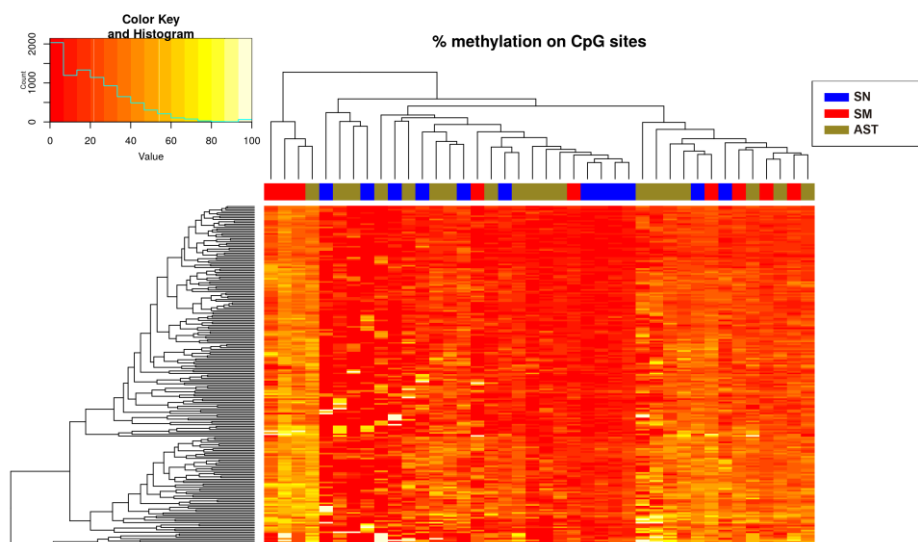 Color Key
and Histogram
Count
0 1000 2000
0 20 40 60 80 100
Value
% methylation on CpG sites
SN
SM
AST